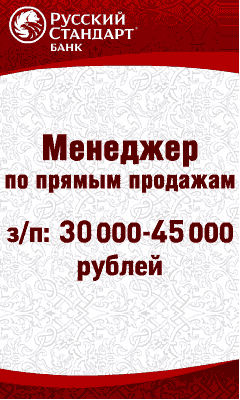 Русский
Стандарт
БАНК
Менеджер
по прямым продажам
з/п: 30 000-45 000
рублей